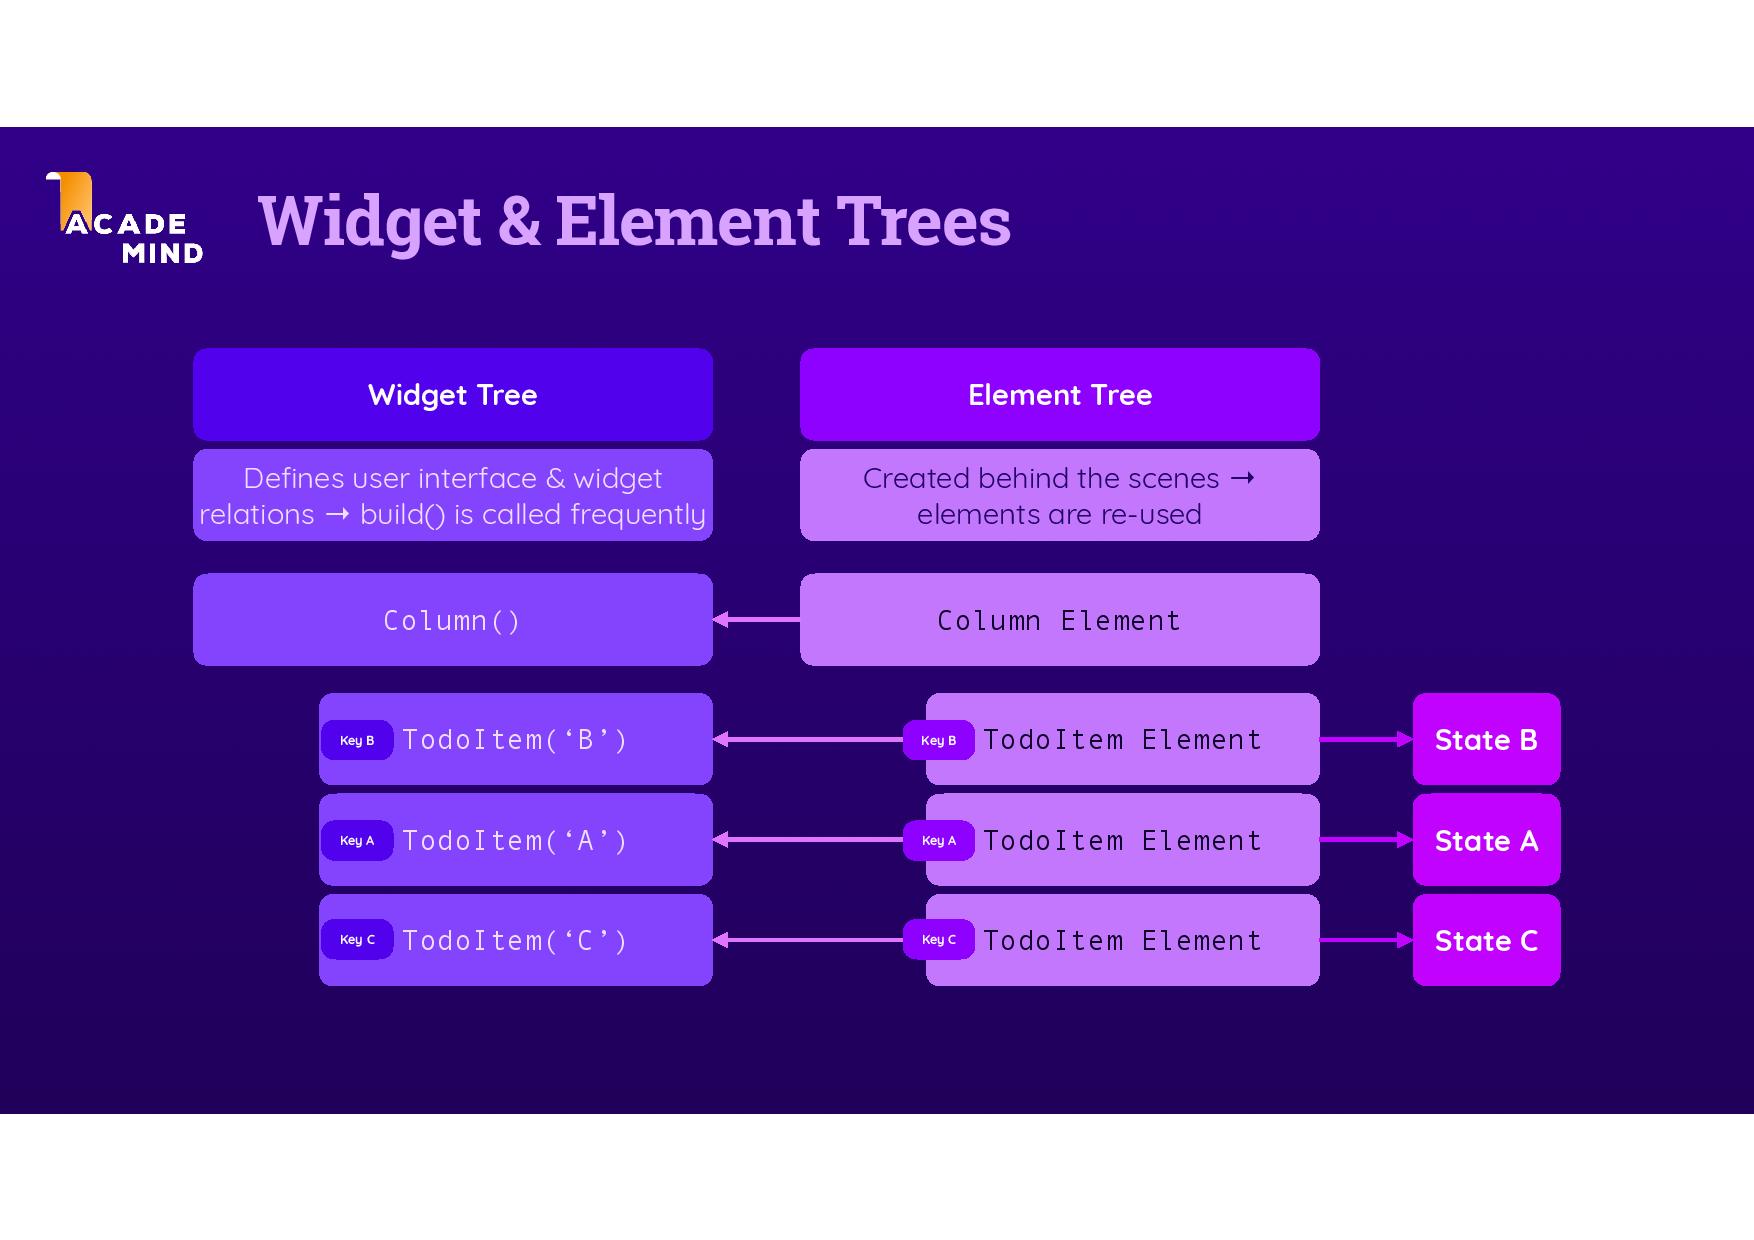 ACADE
MIND
Widget & Element Trees
Widget Tree
Element Tree
Defines user interface & widget
relations → build() is called frequently
Created behind the scenes →
elements are re-used
Column()
Column Element
Key B
TodoItem(‘B’)
Key B
TodoItem Element
State B
Key A
TodoItem(‘A’)
Key A
TodoItem Element
State A
Key C
TodoItem(‘C’)
Key C
TodoItem Element
State C